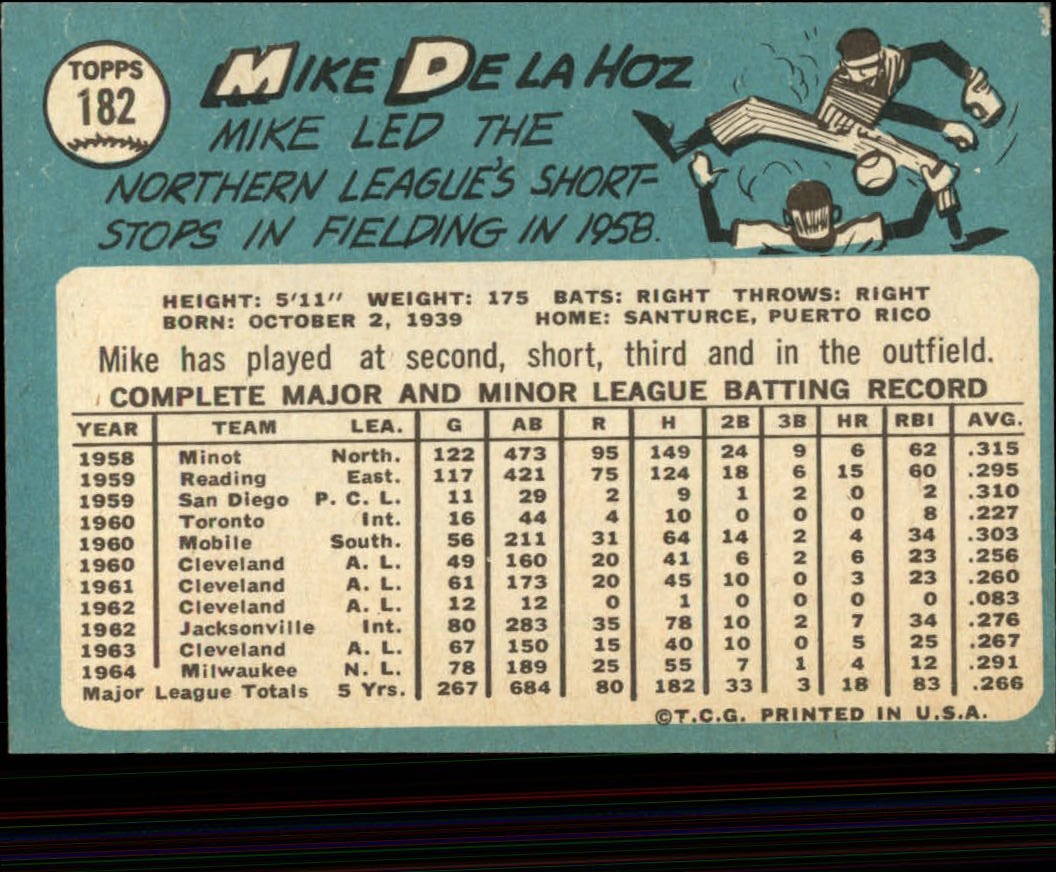 TOPPS
182
MIKE DE LA HOZ
MIKE LED THE
NORTHERN LEAGUE'S SHORT-
STOPS IN FIELDING IN 1958.
HEIGHT: 5'11" WEIGHT: 175 BATS: RIGHT THROWS: RIGHT
BORN: OCTOBER 2, 1939 HOME: SANTURCE, PUERTO RICO
Mike has played at second, short, third and in the outfield.
COMPLETE MAJOR AND MINOR LEAGUE BATTING RECORD
YEAR TEAM LEA. G AB R H 2B 3B HR RBI AVG.
1958 Minot North. 122 473 95 149 24 9 6 62 .315
1959 Reading East. 117 421 75 124 18 6 15 60 .295
1959 San Diego P. C. L. 11 29 2 9 1 2 0 2 .310
1960 Toronto Int. 16 44 4 10 0 0 0 8 .227
1960 Mobile South. 56 211 31 64 14 2 4 34 .303
1960 Cleveland A. L. 49 160 20 41 6 2 6 23 .256
1961 Cleveland A. L. 61 173 20 45 10 0 3 23 .260
1962 Cleveland A. L. 12 12 0 1 0 0 0 0 .083
1962 Jacksonville Int. 80 283 35 78 10 2 7 34 .276
1963 Cleveland A. L. 67 150 15 40 10 0 5 25 .267
1964 Milwaukee N. L. 78 189 25 55 7 1 4 12 .291
Major League Totals 5 Yrs. 267 684 80 182 33 3 18 83 .266
©T.C.G. PRINTED IN U.S.A.